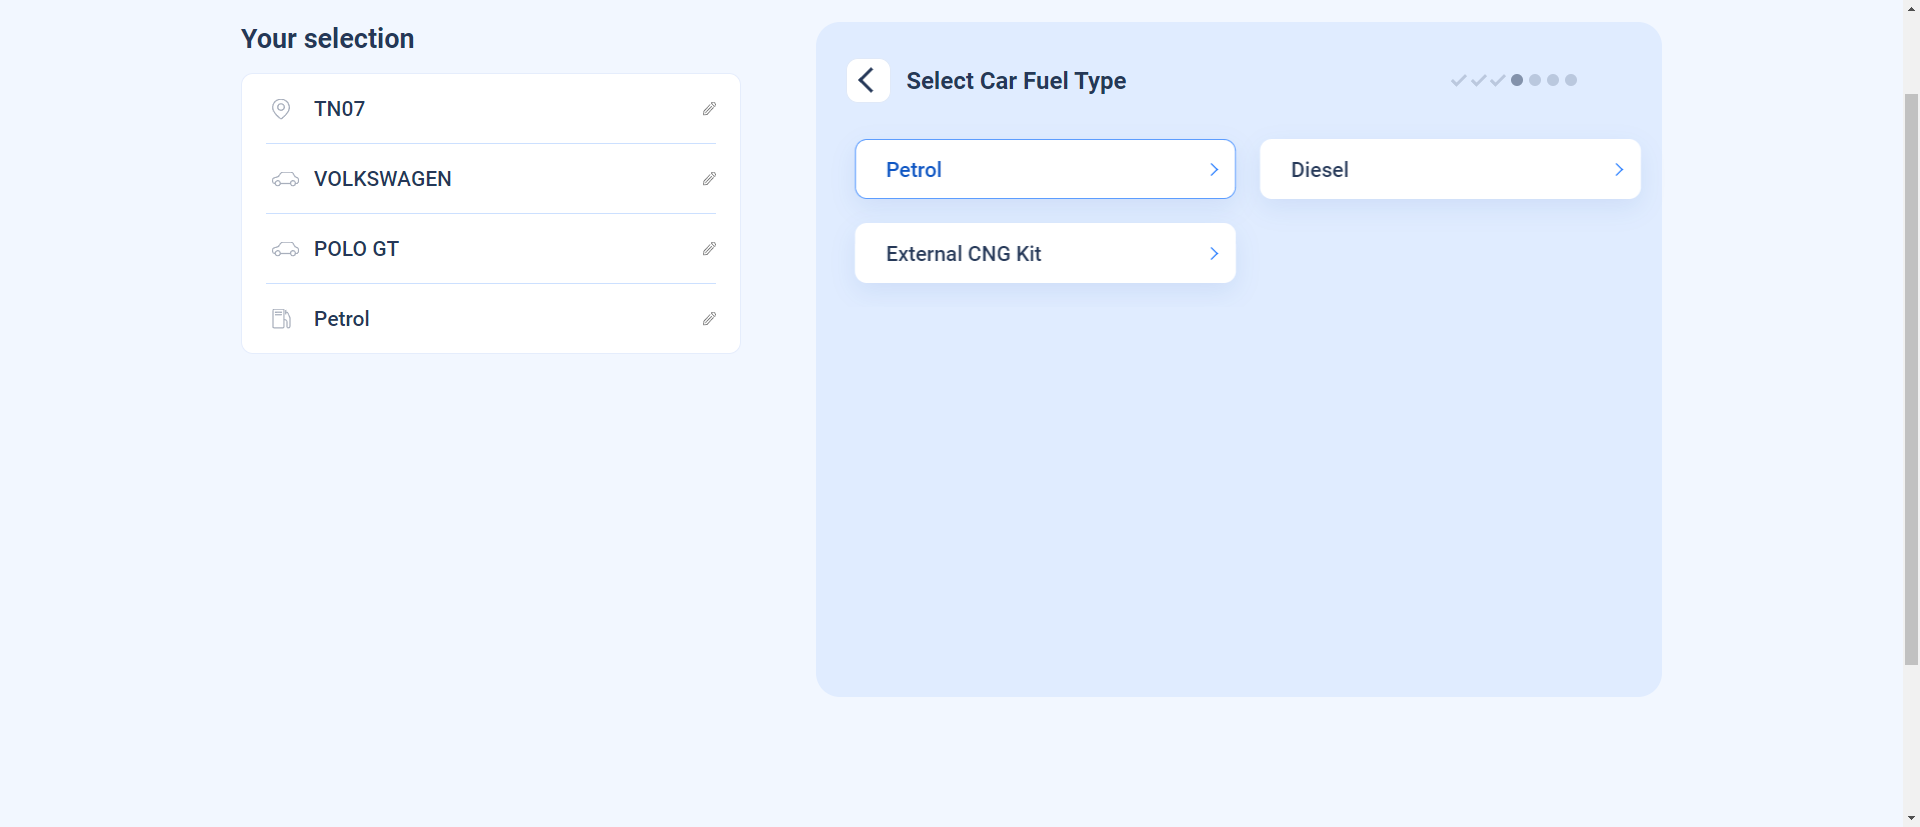 Your selection
TN07
VOLKSWAGEN
POLO GT
Petrol
Select Car Fuel Type
Petrol
Diesel
External CNG Kit